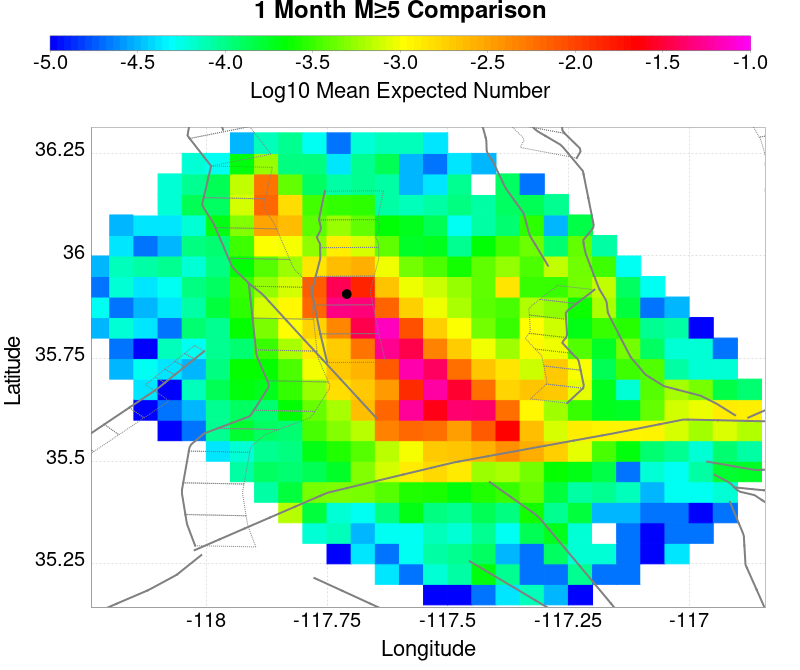 1 Month M≥5 Comparison
-5.0 -4.5 -4.0 -3.5 -3.0 -2.5 -2.0 -1.5 -1.0
Log10 Mean Expected Number
36.25
36
35.75
35.5
35.25
Latitude
-118 -117.75 -117.5 -117.25 -117
Longitude